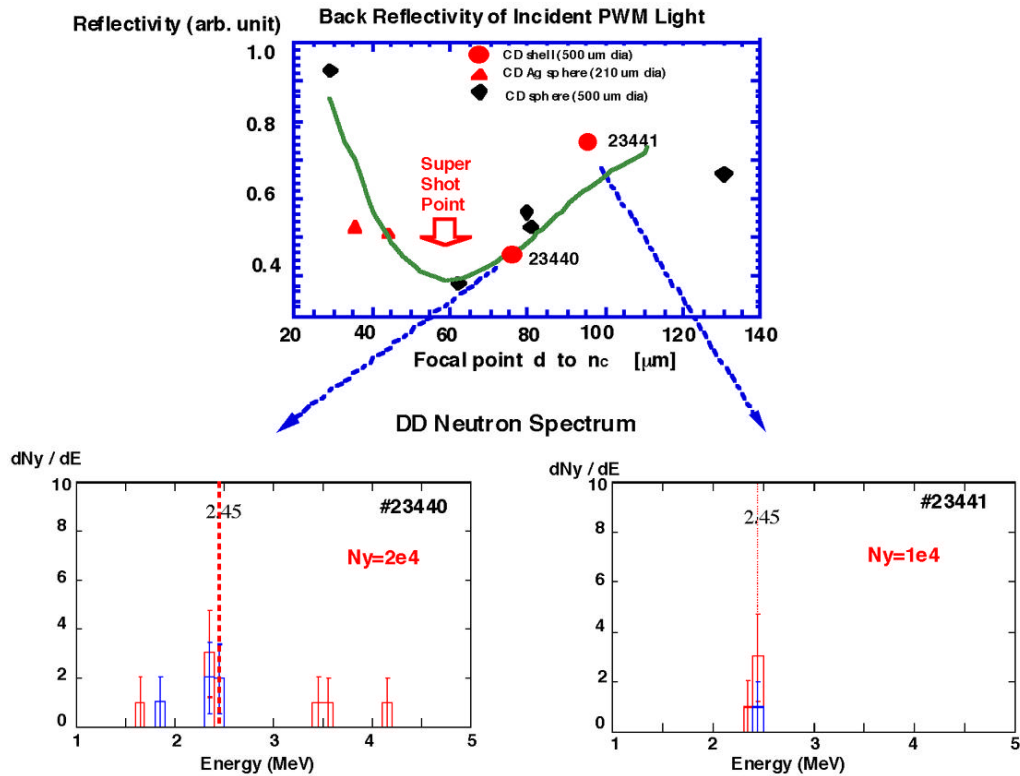 Back Reflectivity of Incident PWM Light
Reflectivity (arb. unit)
1.0
0.8
0.6
0.4
CD shell (500 um dia)
CD Ag sphere (210 um dia)
CD sphere (500 um dia)
23441
Super
Shot
Point
23440
20 40 60 80 100 120 140
Focal point d to nc [μm]
DD Neutron Spectrum
dNy / dE
10
8
6
4
2
0
2.45
#23440
Ny=2e4
1 2 3 4 5
Energy (MeV)
dNy / dE
10
8
6
4
2
0
2.45
#23441
Ny=1e4
1 2 3 4 5
Energy (MeV)